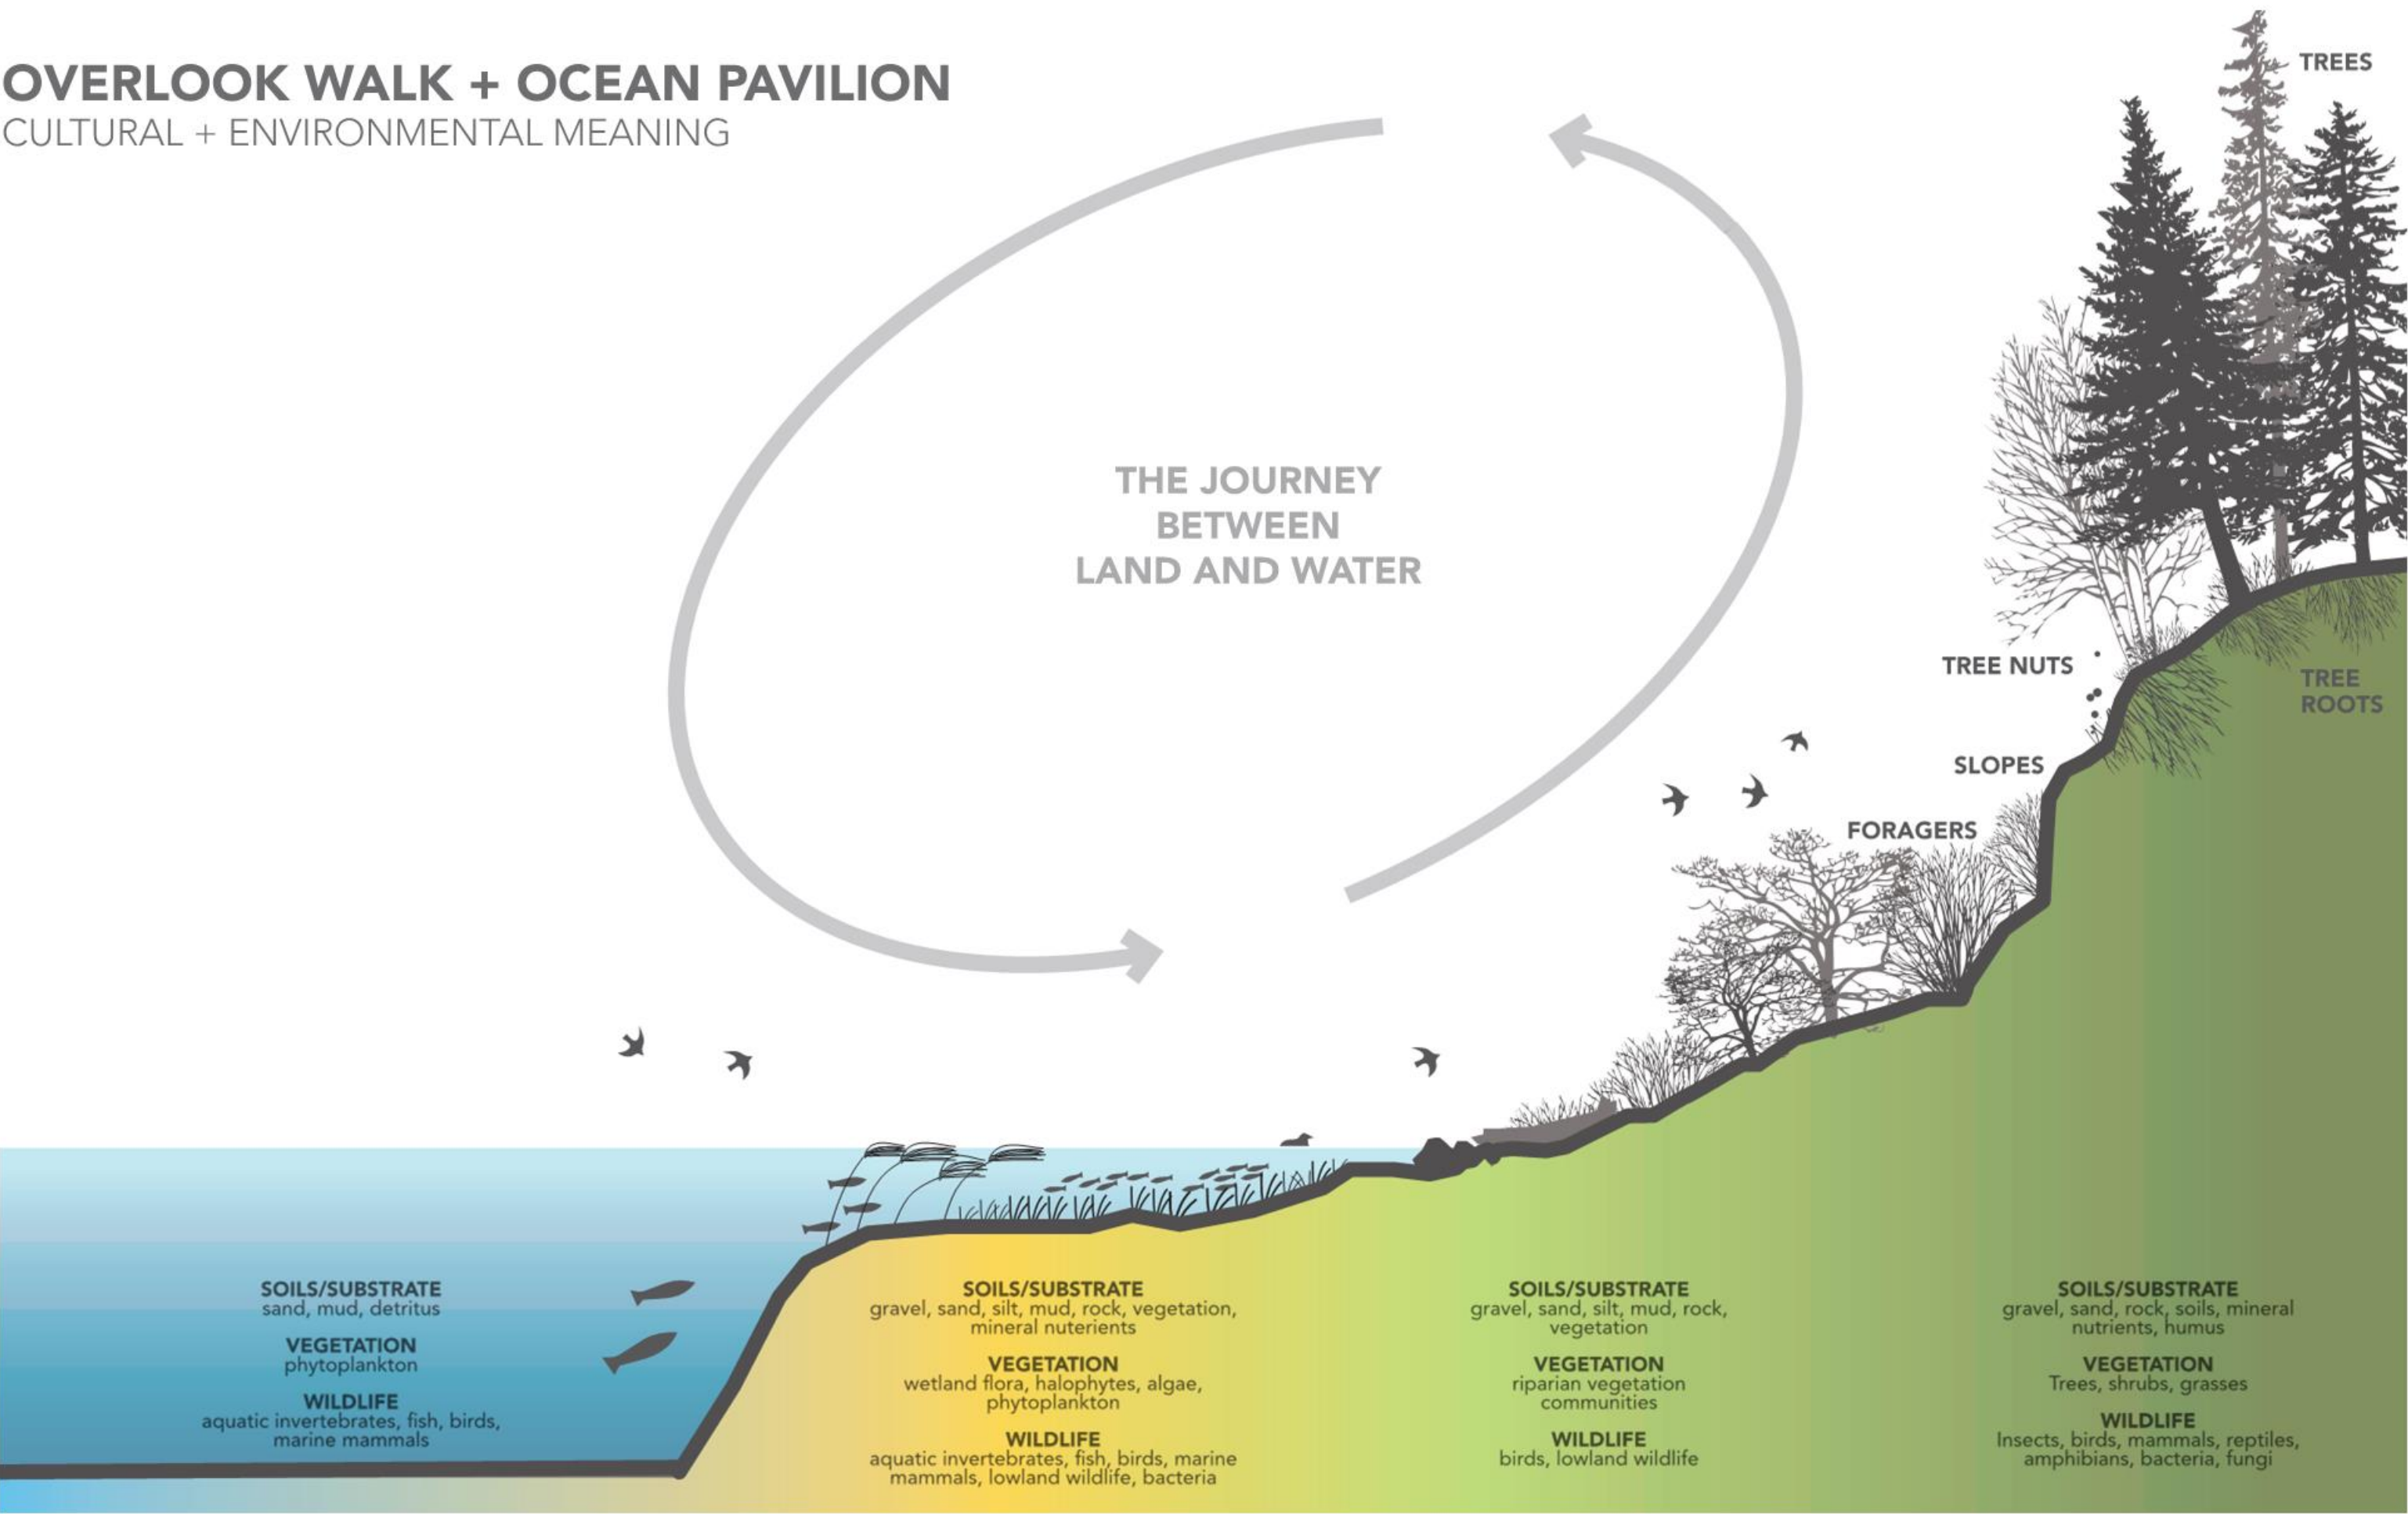 OVERLOOK WALK + OCEAN PAVILION
CULTURAL + ENVIRONMENTAL MEANING
TREES
THE JOURNEY
BETWEEN
LAND AND WATER
TREE NUTS
TREE
ROOTS
SLOPES
FORAGERS
SOILS/SUBSTRATE
sand, mud, detritus
VEGETATION
phytoplankton
WILDLIFE
aquatic invertebrates, fish, birds,
marine mammals
SOILS/SUBSTRATE
gravel, sand, silt, mud, rock, vegetation,
mineral nuterients
VEGETATION
wetland flora, halophytes, algae,
phytoplankton
WILDLIFE
aquatic invertebrates, fish, birds, marine
mammals, lowland wildlife, bacteria
SOILS/SUBSTRATE
gravel, sand, silt, mud, rock,
vegetation
VEGETATION
riparian vegetation
communities
WILDLIFE
birds, lowland wildlife
SOILS/SUBSTRATE
gravel, sand, rock, soils, mineral
nutrients, humus
VEGETATION
Trees, shrubs, grasses
WILDLIFE
Insects, birds, mammals, reptiles,
amphibians, bacteria, fungi